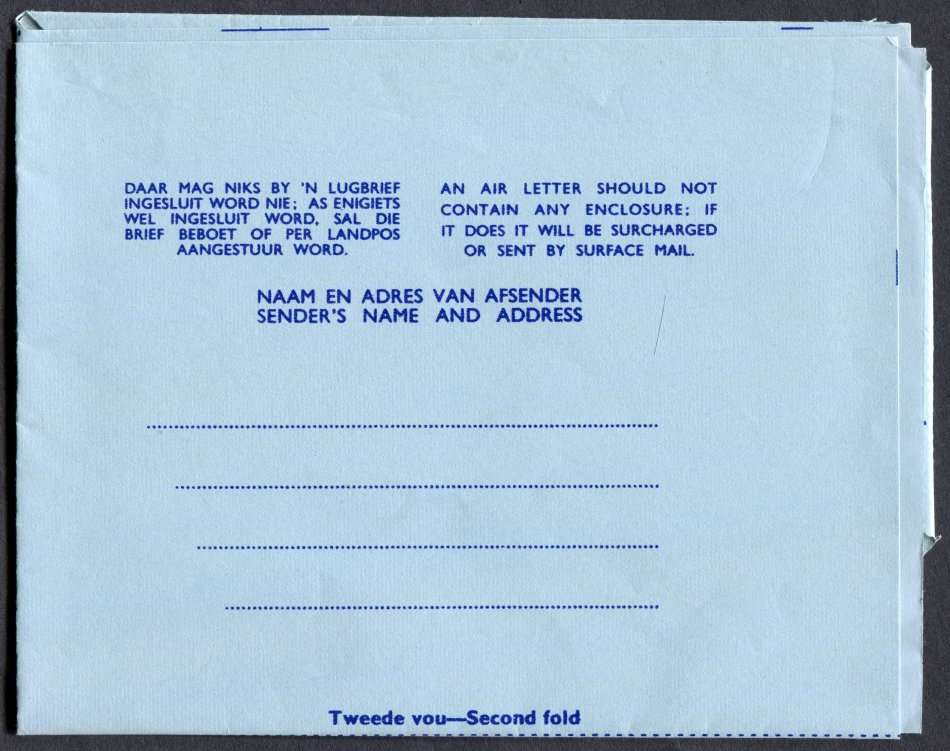 DAAR MAG NIKS BY 'N LUGBRIEF
INGESLUIT WORD NIE; AS ENIGIETS
WEL INGESLUIT WORD, SAL DIE
BRIEF BEBOET OF PER LANDPOS
AANGESTUUR WORD.
AN AIR LETTER SHOULD NOT
CONTAIN ANY ENCLOSURE; IF
IT DOES IT WILL BE SURCHARGED
OR SENT BY SURFACE MAIL.
NAAM EN ADRES VAN AFSENDER
SENDER'S NAME AND ADDRESS
Tweede vou—Second fold